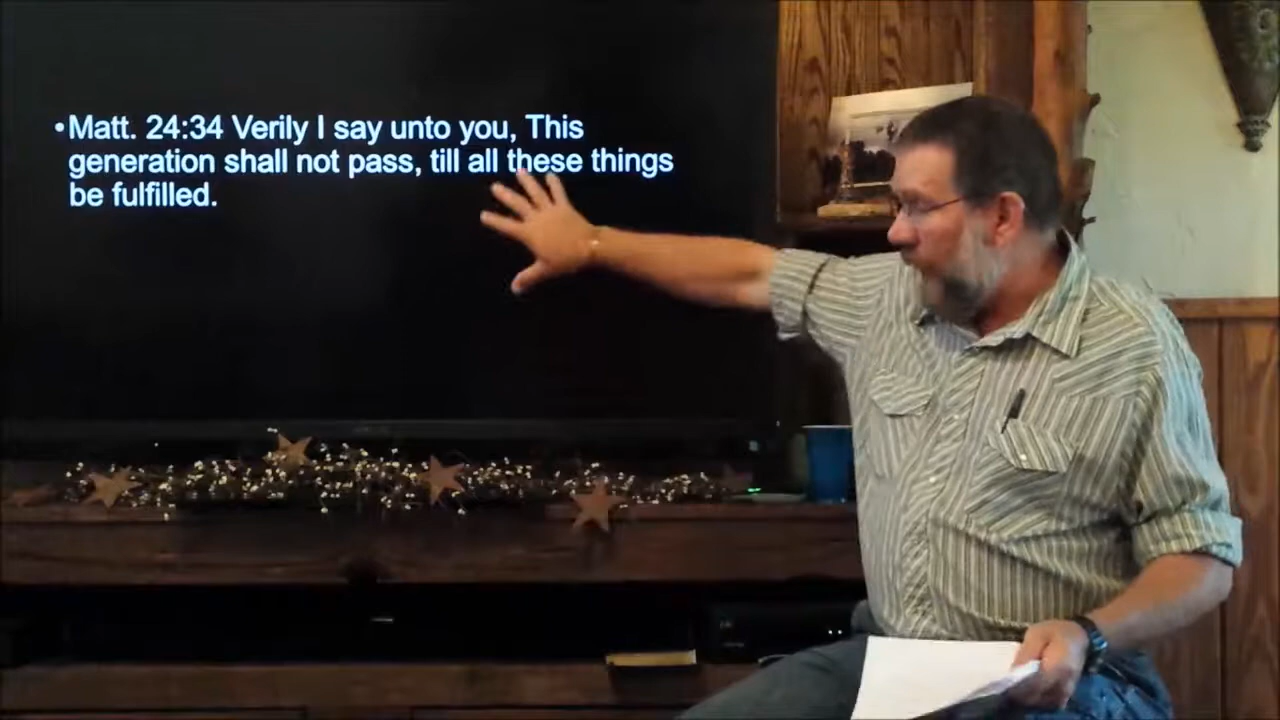 •Matt. 24:34 Verily I say unto you, This
generation shall not pass, till all these things
be fulfilled.